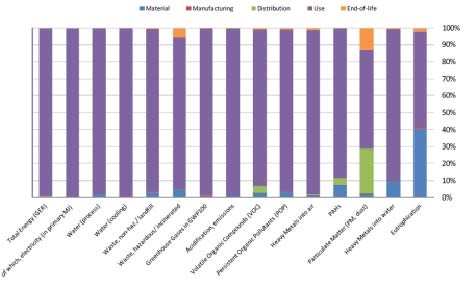 Material Manufacturing Distribution Use End-off-life
100%
90%
80%
70%
60%
50%
40%
30%
20%
10%
0%
Total Energy (GER)
of which, electricity (in primary MJ)
Water (process)
Water (cooling)
Waste, non-haz./ landfill
Waste, hazardous/ incinerated
Greenhouse Gases in GWP100
Acidification, emissions
Volatile Organic Compounds (VOC)
Persistent Organic Pollutants (POP)
Heavy Metals into air
PAHs
Particulate Matter (PM, dust)
Heavy Metals into water
Eutrophication